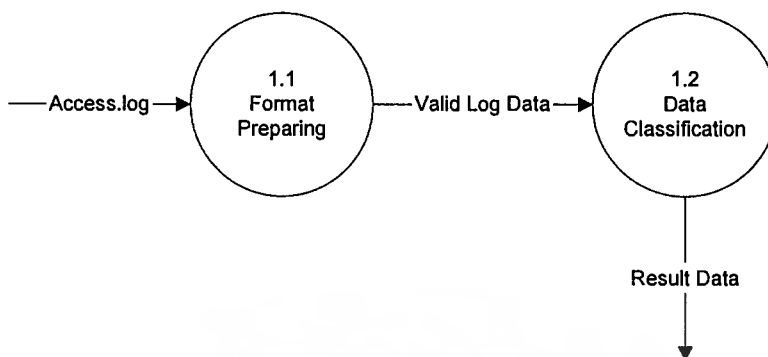 Access.log
1.1
Format
Preparing
Valid Log Data
1.2
Data
Classification
Result Data